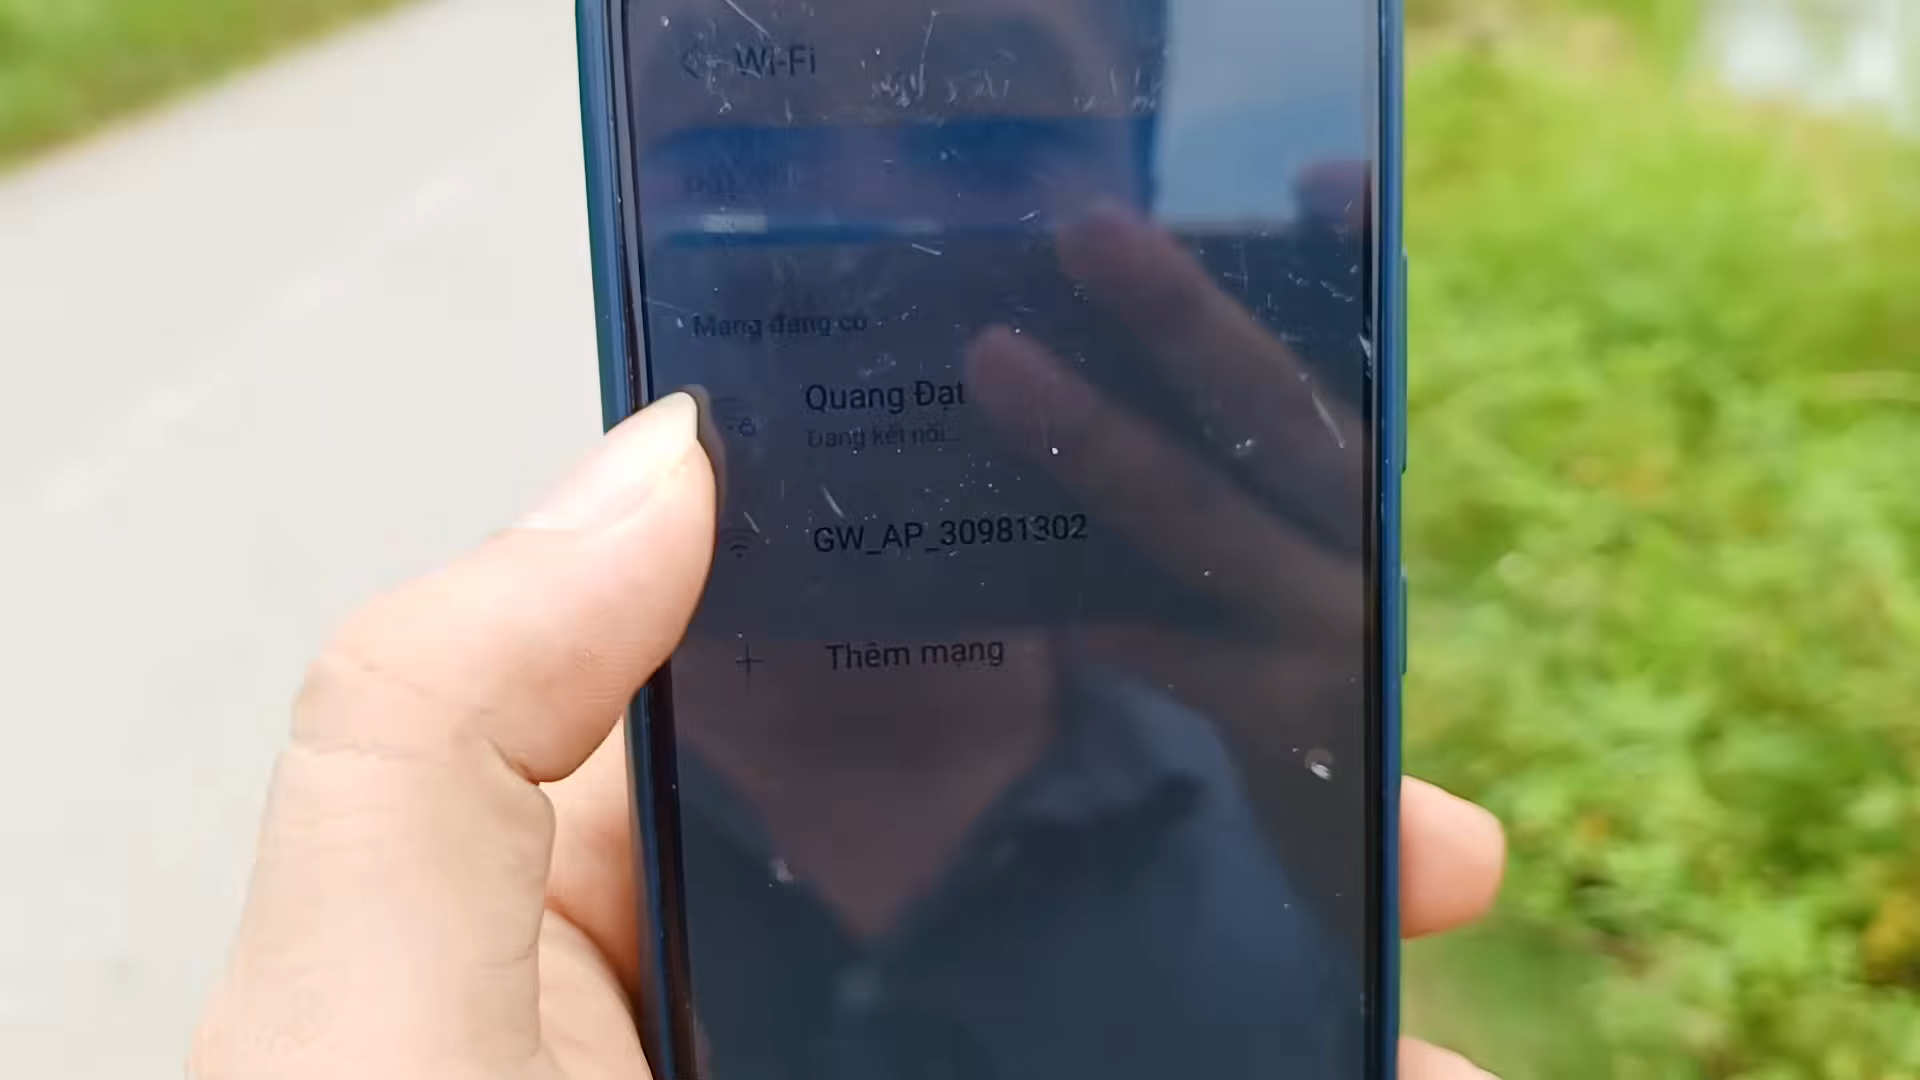 Wi-Fi
Mạng đang có
Quang Đạt
Đang kết nối...
GW_AP_30981302
Thêm mạng